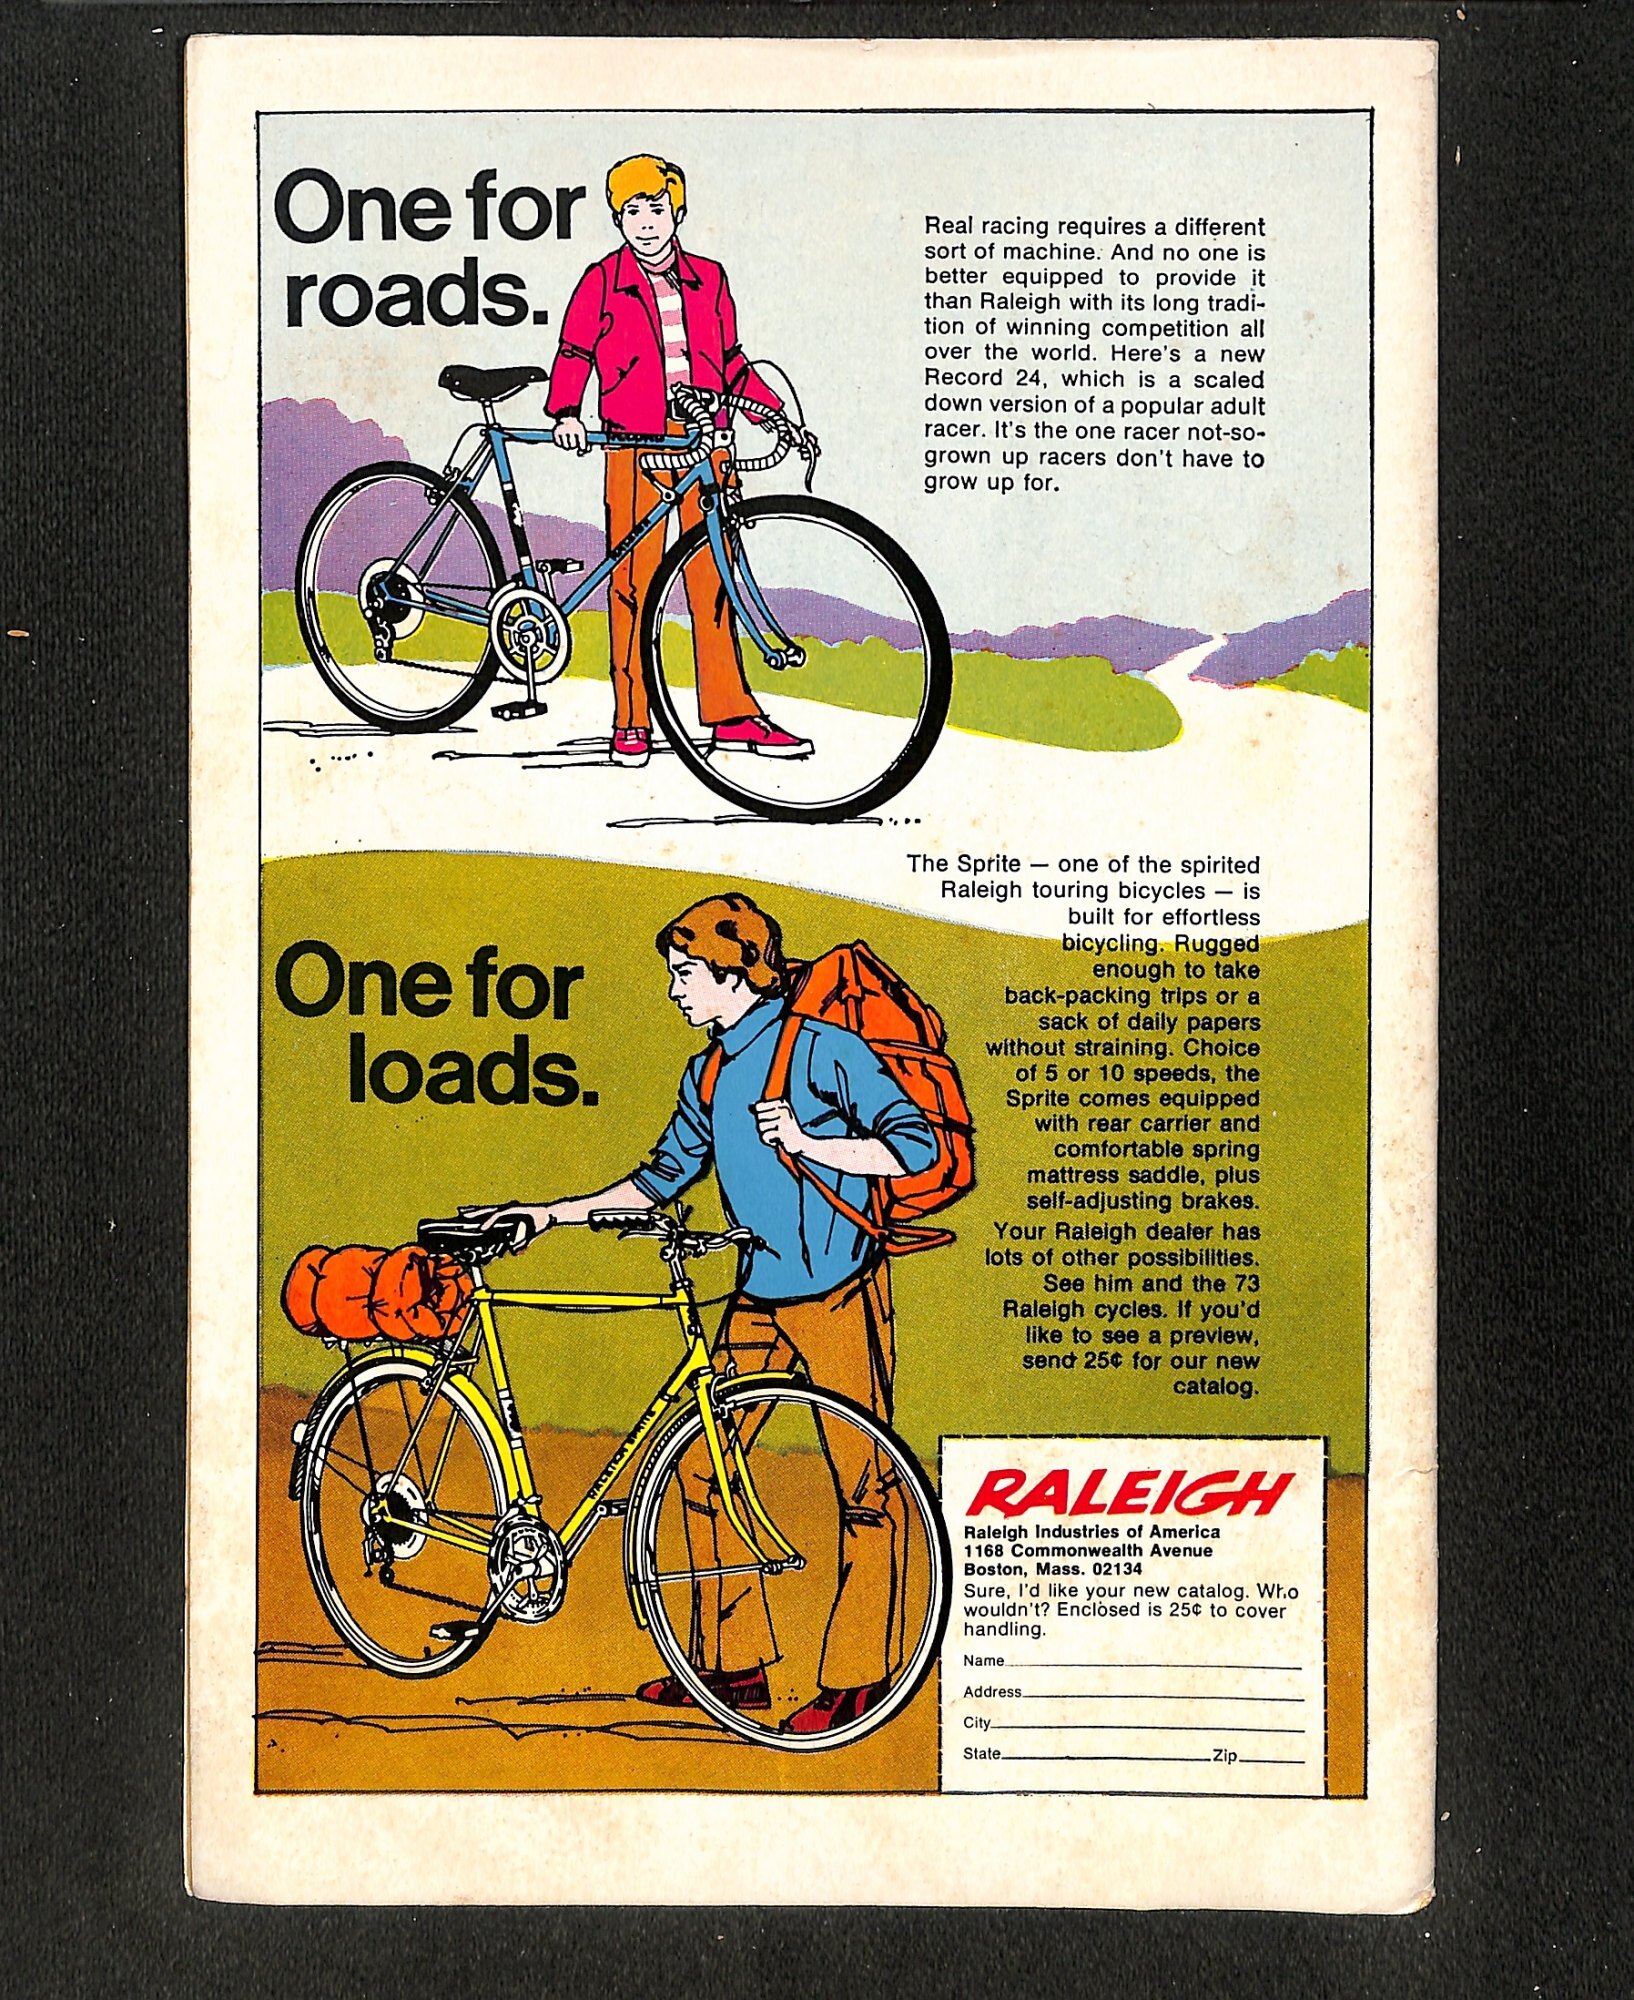 One for
roads.
Real racing requires a different
sort of machine. And no one is
better equipped to provide it
than Raleigh with its long tradi-
tion of winning competition all
over the world. Here's a new
Record 24, which is a scaled
down version of a popular adult
racer. It's the one racer not-so-
grown up racers don't have to
grow up for.
RECORD
RALEIGH
The Sprite — one of the spirited
Raleigh touring bicycles — is
built for effortless
bicycling. Rugged
enough to take
back-packing trips or a
sack of daily papers
without straining. Choice
of 5 or 10 speeds, the
Sprite comes equipped
with rear carrier and
comfortable spring
mattress saddle, plus
self-adjusting brakes.
Your Raleigh dealer has
lots of other possibilities.
See him and the 73
Raleigh cycles. If you'd
like to see a preview,
send 25¢ for our new
catalog.
One for
loads.
RALEIGH SPRITE
RALEIGH
Raleigh Industries of America
1168 Commonwealth Avenue
Boston, Mass. 02134
Sure, I'd like your new catalog. Who
wouldn't? Enclosed is 25¢ to cover
handling.
Name
Address
City
State Zip